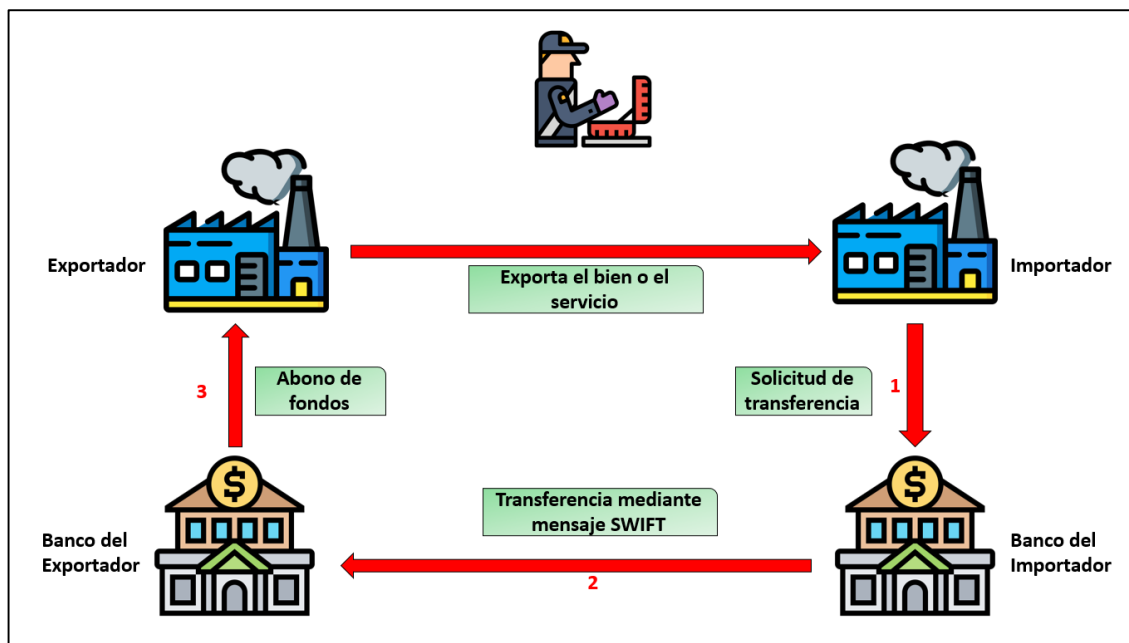 Exportador
Exporta el bien o el
servicio
Importador
3
Abono de
fondos
Solicitud de
transferencia
1
$
$
Banco del
Exportador
Transferencia mediante
mensaje SWIFT
2
Banco del
Importador